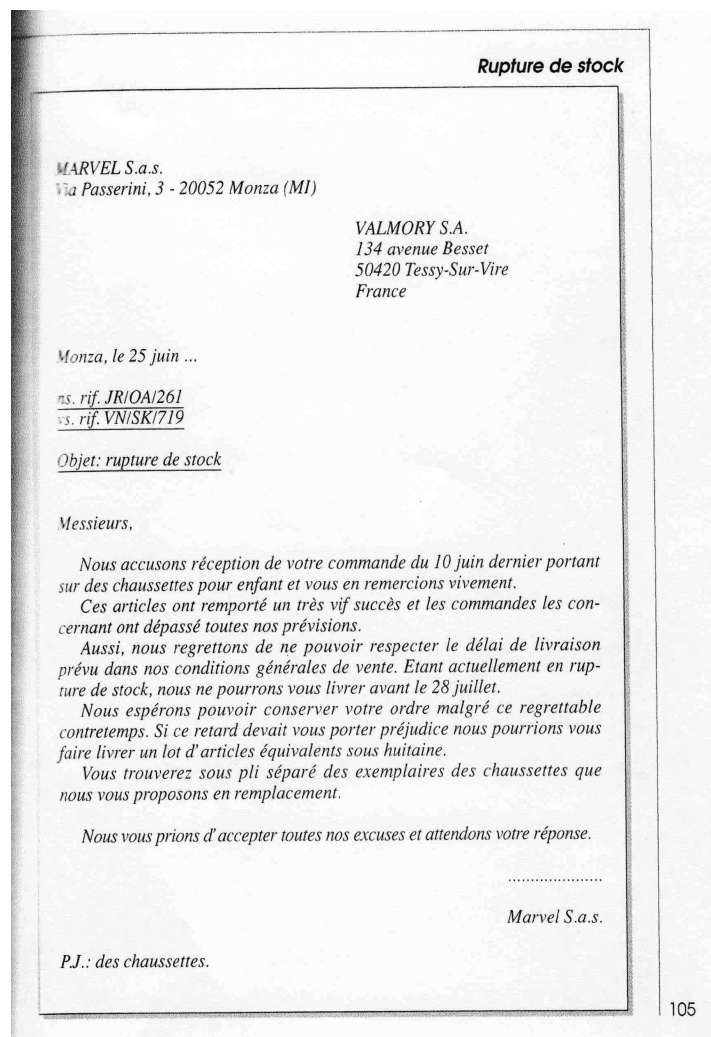 Rupture de stock
MARVEL S.a.s.
Via Passerini, 3 - 20052 Monza (MI)
VALMORY S.A.
134 avenue Besset
50420 Tessy-Sur-Vire
France
Monza, le 25 juin ...
ns. rif. JR/OA/261
vs. rif. VN/SK/719
Objet: rupture de stock
Messieurs,
Nous accusons réception de votre commande du 10 juin dernier portant
sur des chaussettes pour enfant et vous en remercions vivement.
Ces articles ont remporté un très vif succès et les commandes les con-
cernant ont dépassé toutes nos prévisions.
Aussi, nous regrettons de ne pouvoir respecter le délai de livraison
prévu dans nos conditions générales de vente. Etant actuellement en rup-
ture de stock, nous ne pourrons vous livrer avant le 28 juillet.
Nous espérons pouvoir conserver votre ordre malgré ce regrettable
contretemps. Si ce retard devait vous porter préjudice nous pourrions vous
faire livrer un lot d'articles équivalents sous huitaine.
Vous trouverez sous pli séparé des exemplaires des chaussettes que
nous vous proposons en remplacement.
Nous vous prions d'accepter toutes nos excuses et attendons votre réponse.
.....................
Marvel S.a.s.
P.J.: des chaussettes.
105